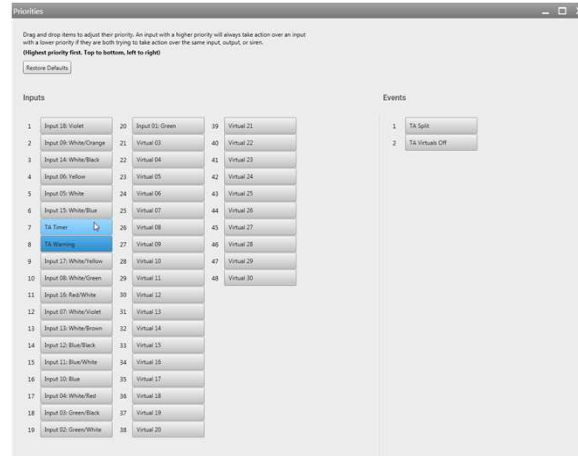 Priorities
Drag and drop items to adjust their priority. An input with a higher priority will always take action over an input
with a lower priority if they are both trying to take action over the same input, output, or siren.
(Highest priority first. Top to bottom, left to right)
Restore Defaults
Inputs
1 Input 18: Violet
2 Input 09: White/Orange
3 Input 14: White/Black
4 Input 06: Yellow
5 Input 05: White
6 Input 15: White/Blue
7 TA Timer
8 TA Warning
9 Input 17: White/Yellow
10 Input 08: White/Green
11 Input 16: Red/White
12 Input 07: White/Violet
13 Input 13: White/Brown
14 Input 12: Blue/Black
15 Input 11: Blue/White
16 Input 10: Blue
17 Input 04: White/Red
18 Input 03: Green/Black
19 Input 02: Green/White
20 Input 01: Green
21 Virtual 03
22 Virtual 04
23 Virtual 05
24 Virtual 06
25 Virtual 07
26 Virtual 08
27 Virtual 09
28 Virtual 10
29 Virtual 11
30 Virtual 12
31 Virtual 13
32 Virtual 14
33 Virtual 15
34 Virtual 16
35 Virtual 17
36 Virtual 18
37 Virtual 19
38 Virtual 20
39 Virtual 21
40 Virtual 22
41 Virtual 23
42 Virtual 24
43 Virtual 25
44 Virtual 26
45 Virtual 27
46 Virtual 28
47 Virtual 29
48 Virtual 30
Events
1 TA Split
2 TA Virtuals Off